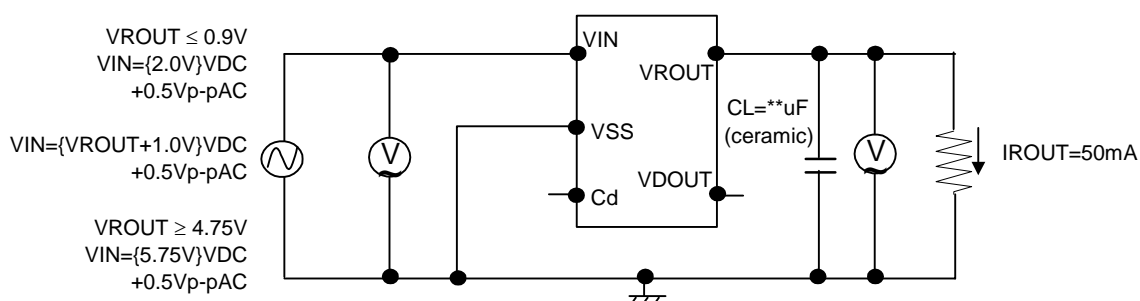 VROUT ≤ 0.9V
VIN={2.0V}VDC
+0.5Vp-pAC
VIN={VROUT+1.0V}VDC
+0.5Vp-pAC
VROUT ≥ 4.75V
VIN={5.75V}VDC
+0.5Vp-pAC
V
VIN
VROUT
VSS
Cd
VDOUT
CL=**uF
(ceramic)
V
IROUT=50mA